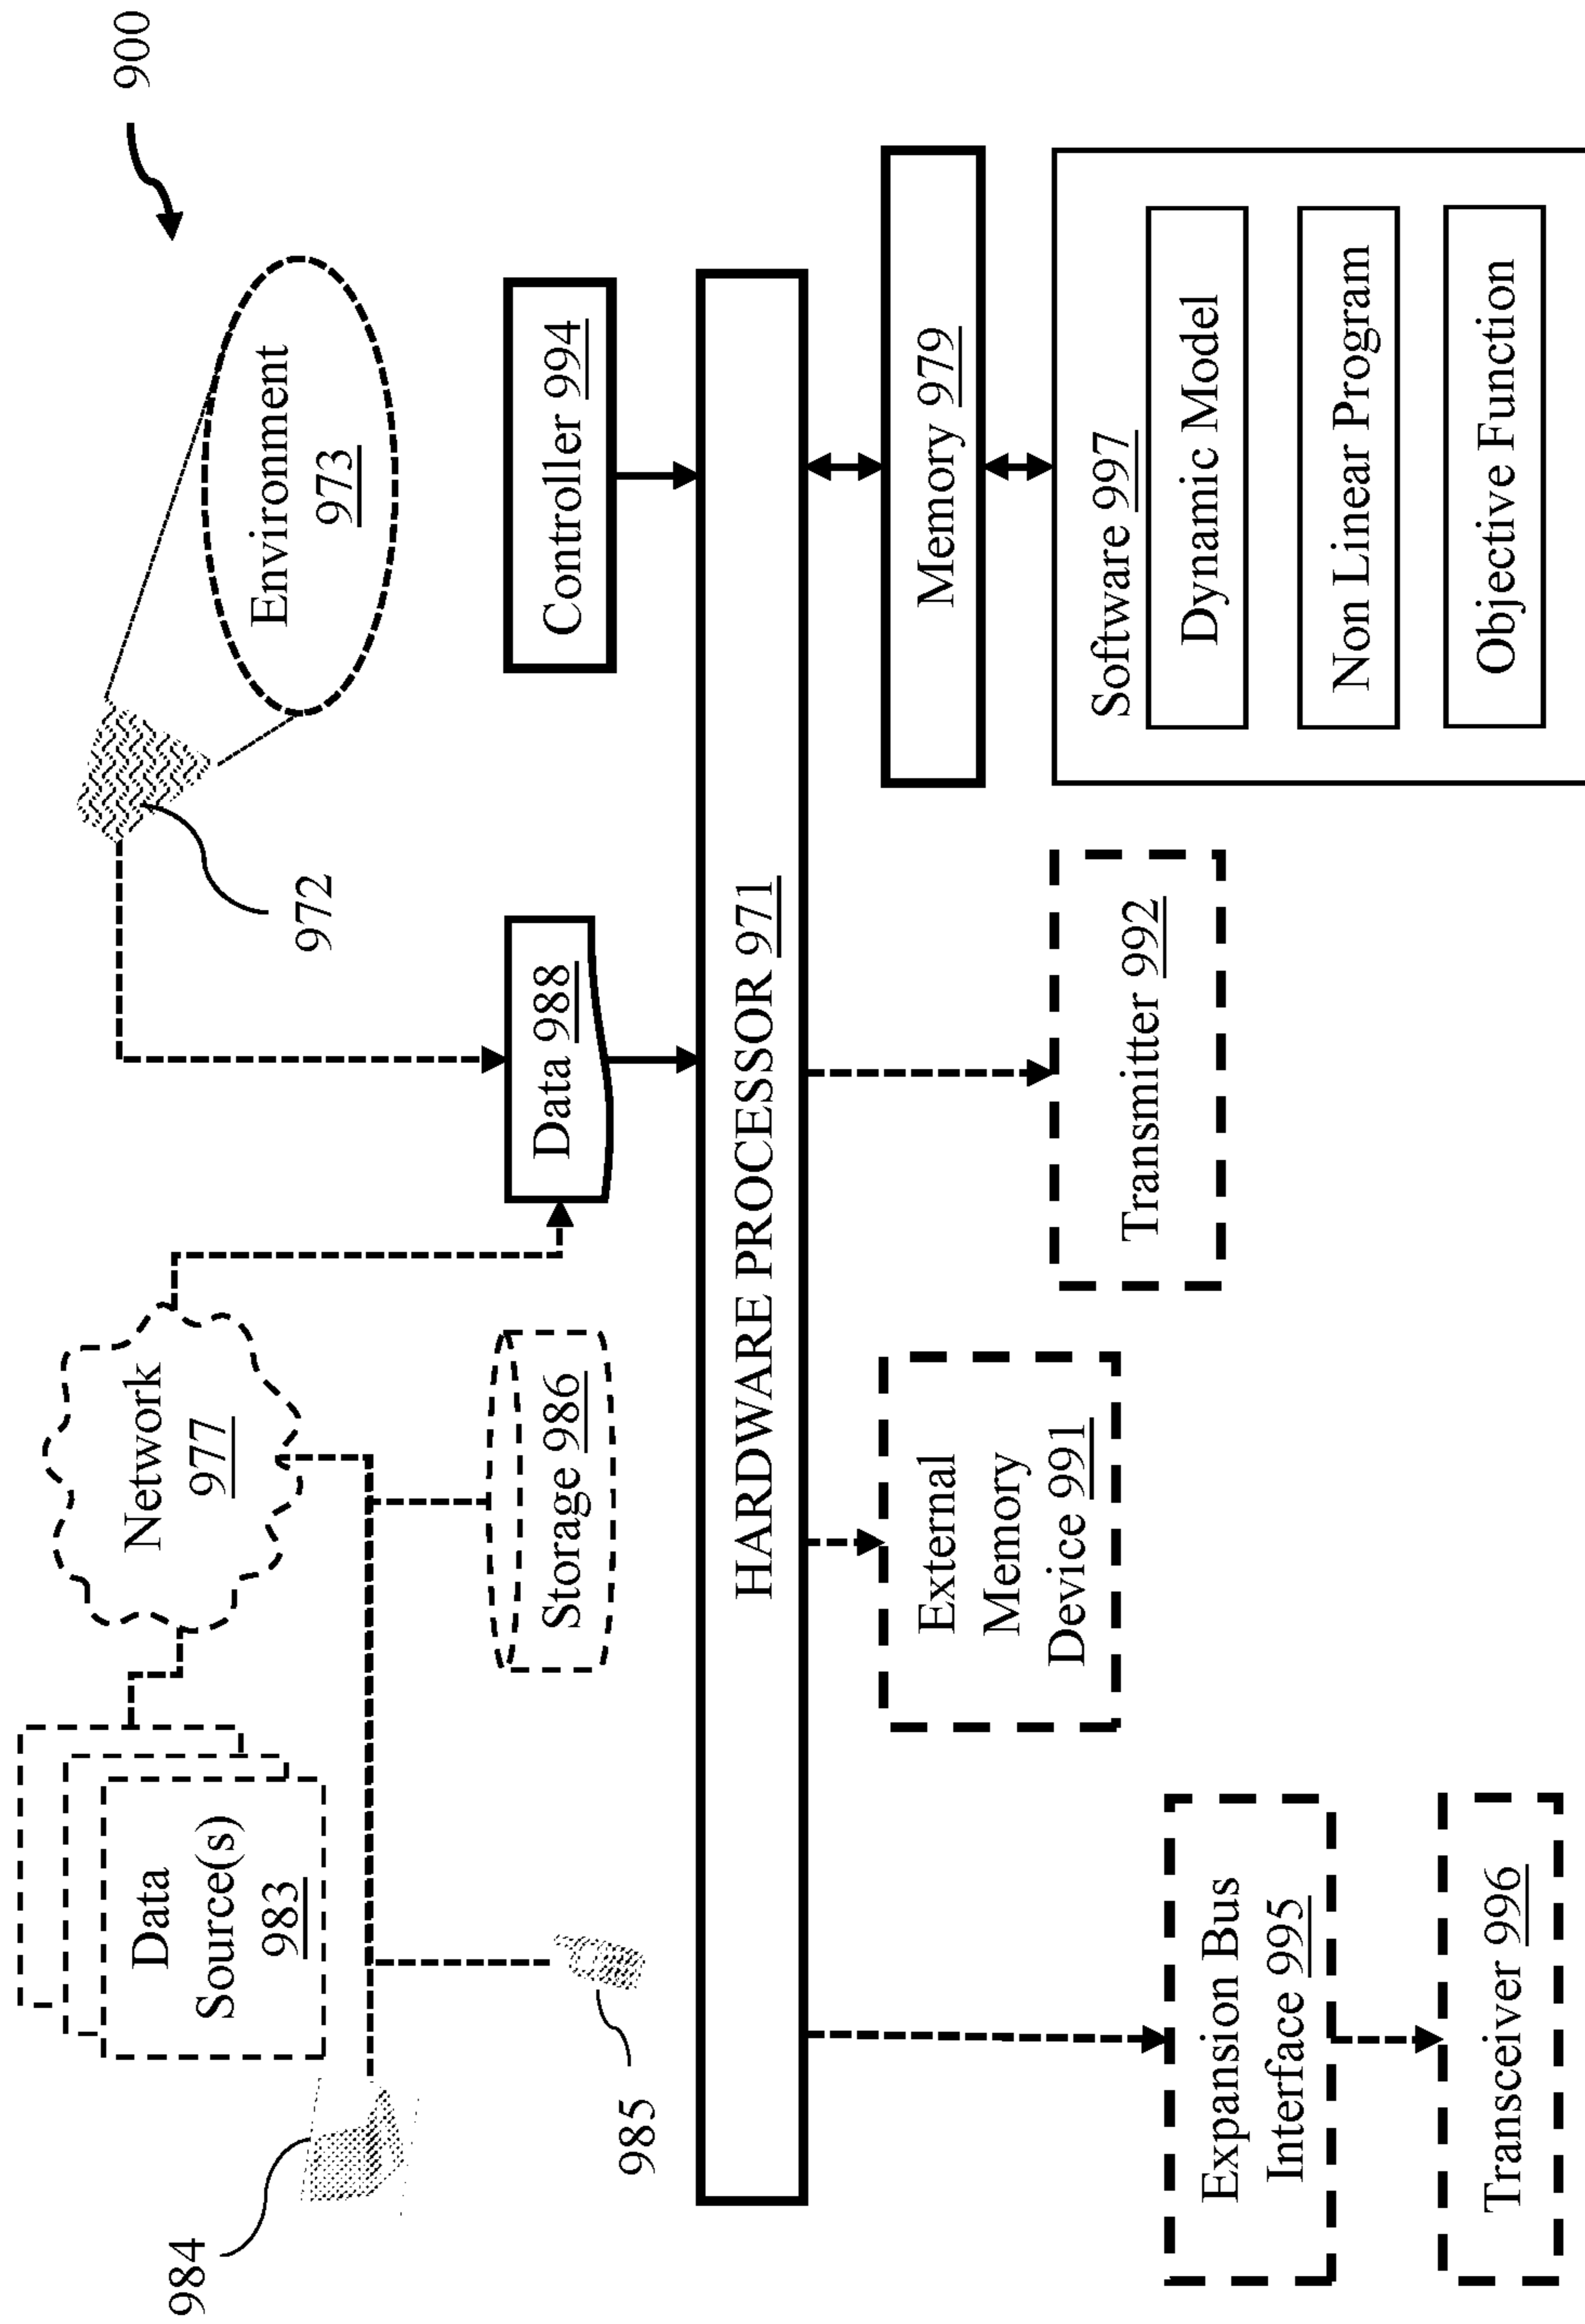 900
984
Data
Source(s)
983
Network
977
972
Environment
973
985
Storage 986
Data 988
Controller 994
HARDWARE PROCESSOR 971
External
Memory
Device 991
Memory 979
Expansion Bus
Interface 995
Transmitter 992
Software 997
Dynamic Model
Non Linear Program
Objective Function
Transceiver 996